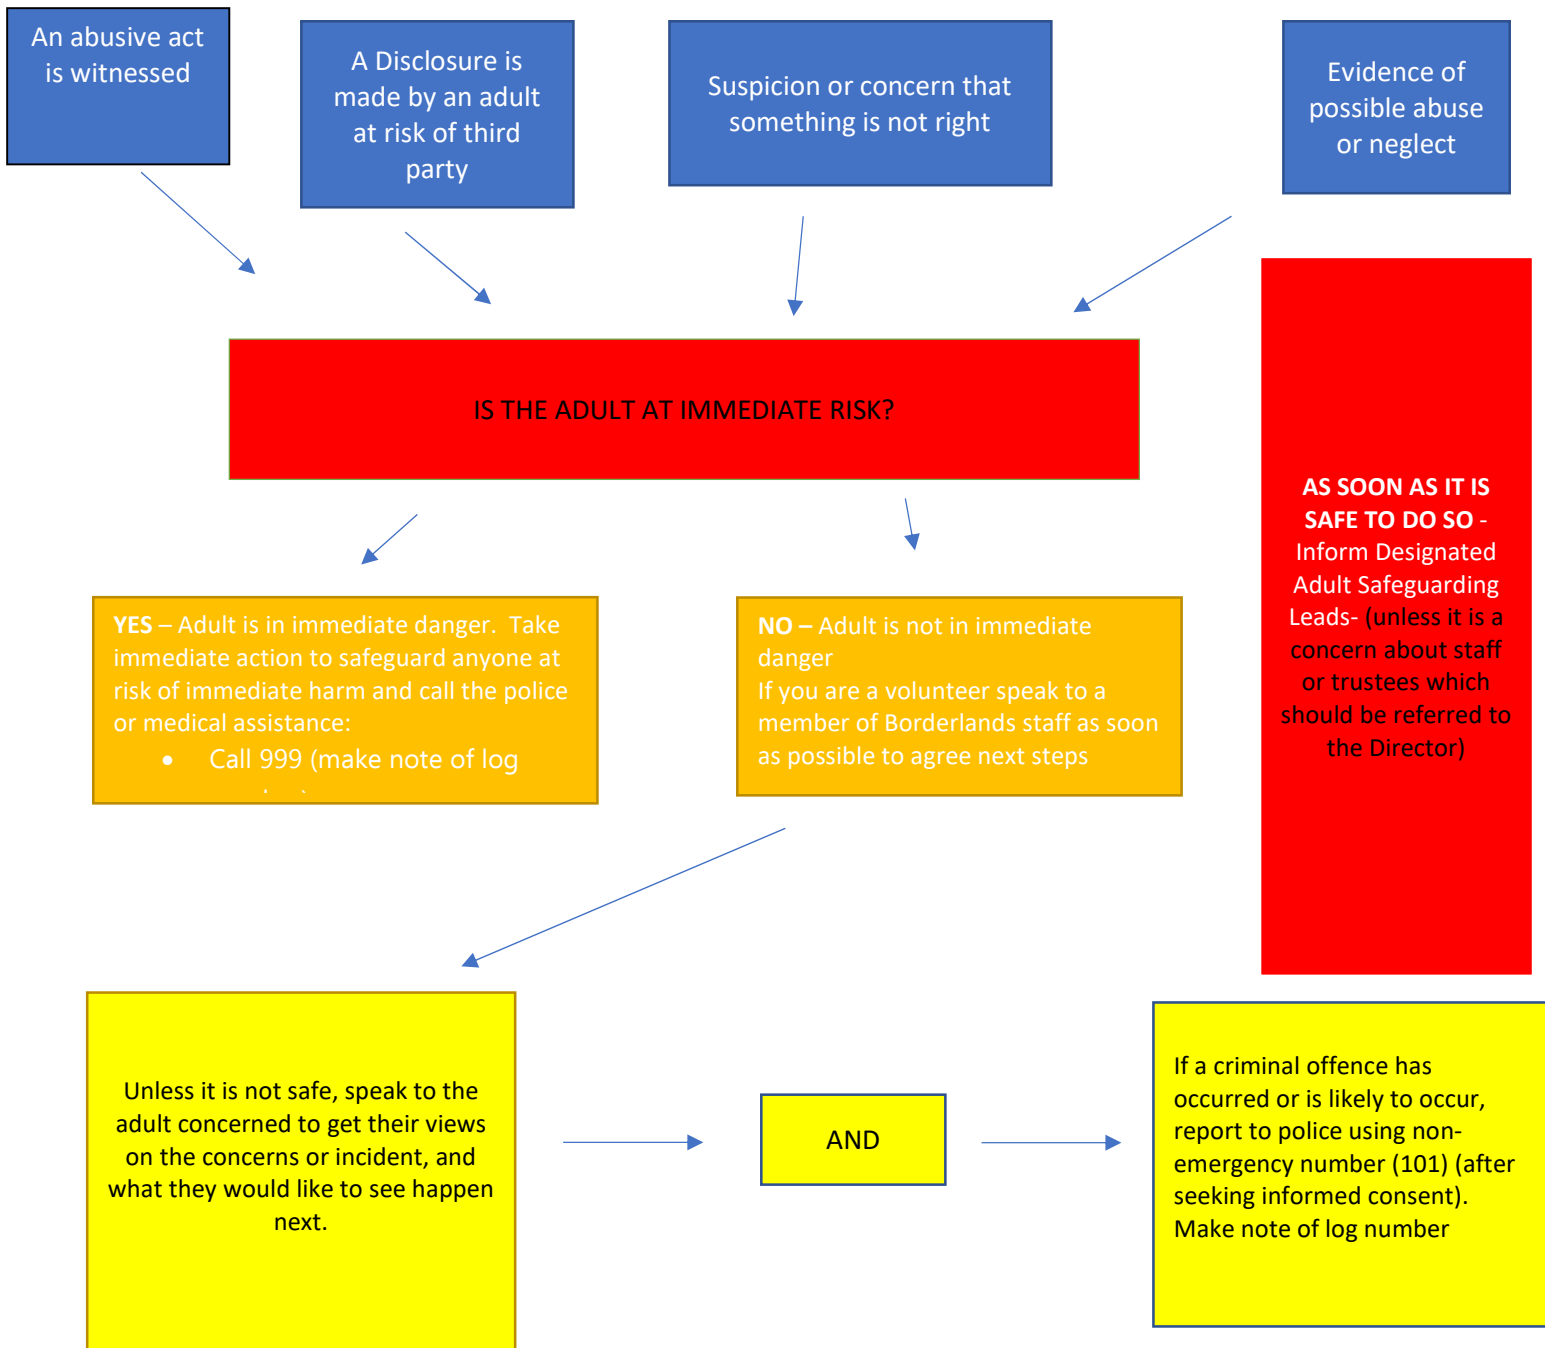 An abusive act
is witnessed
A Disclosure is
made by an adult
at risk of third
party
Suspicion or concern that
something is not right
Evidence of
possible abuse
or neglect
IS THE ADULT AT IMMEDIATE RISK?
AS SOON AS IT IS
SAFE TO DO SO -
Inform Designated
Adult Safeguarding
Leads- (unless it is a
concern about staff
or trustees which
should be referred to
the Director)
YES – Adult is in immediate danger.  Take
immediate action to safeguard anyone at
risk of immediate harm and call the police
or medical assistance:
• Call 999 (make note of log
NO – Adult is not in immediate
danger
If you are a volunteer speak to a
member of Borderlands staff as soon
as possible to agree next steps
Unless it is not safe, speak to the
adult concerned to get their views
on the concerns or incident, and
what they would like to see happen
next.
AND
If a criminal offence has
occurred or is likely to occur,
report to police using non-
emergency number (101) (after
seeking informed consent).
Make note of log number